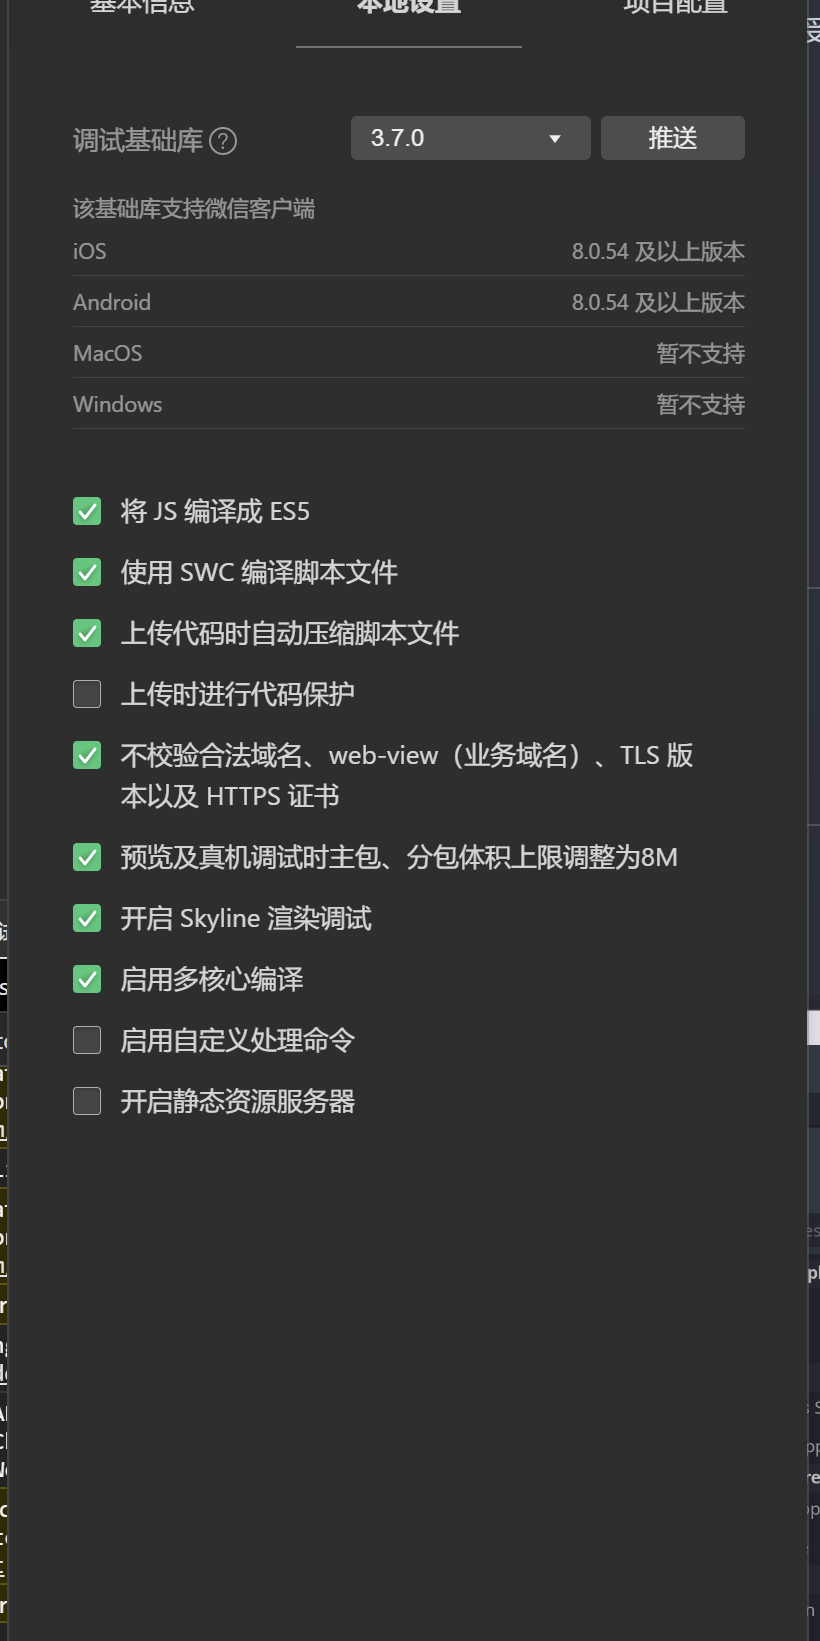 基本信息 本地设置 项目配置
调试基础库 ? 3.7.0 推送
该基础库支持微信客户端
iOS 8.0.54 及以上版本
Android 8.0.54 及以上版本
MacOS 暂不支持
Windows 暂不支持
将 JS 编译成 ES5
使用 SWC 编译脚本文件
上传代码时自动压缩脚本文件
上传时进行代码保护
不校验合法域名、web-view（业务域名）、TLS 版
本以及 HTTPS 证书
预览及真机调试时主包、分包体积上限调整为8M
开启 Skyline 渲染调试
启用多核心编译
启用自定义处理命令
开启静态资源服务器